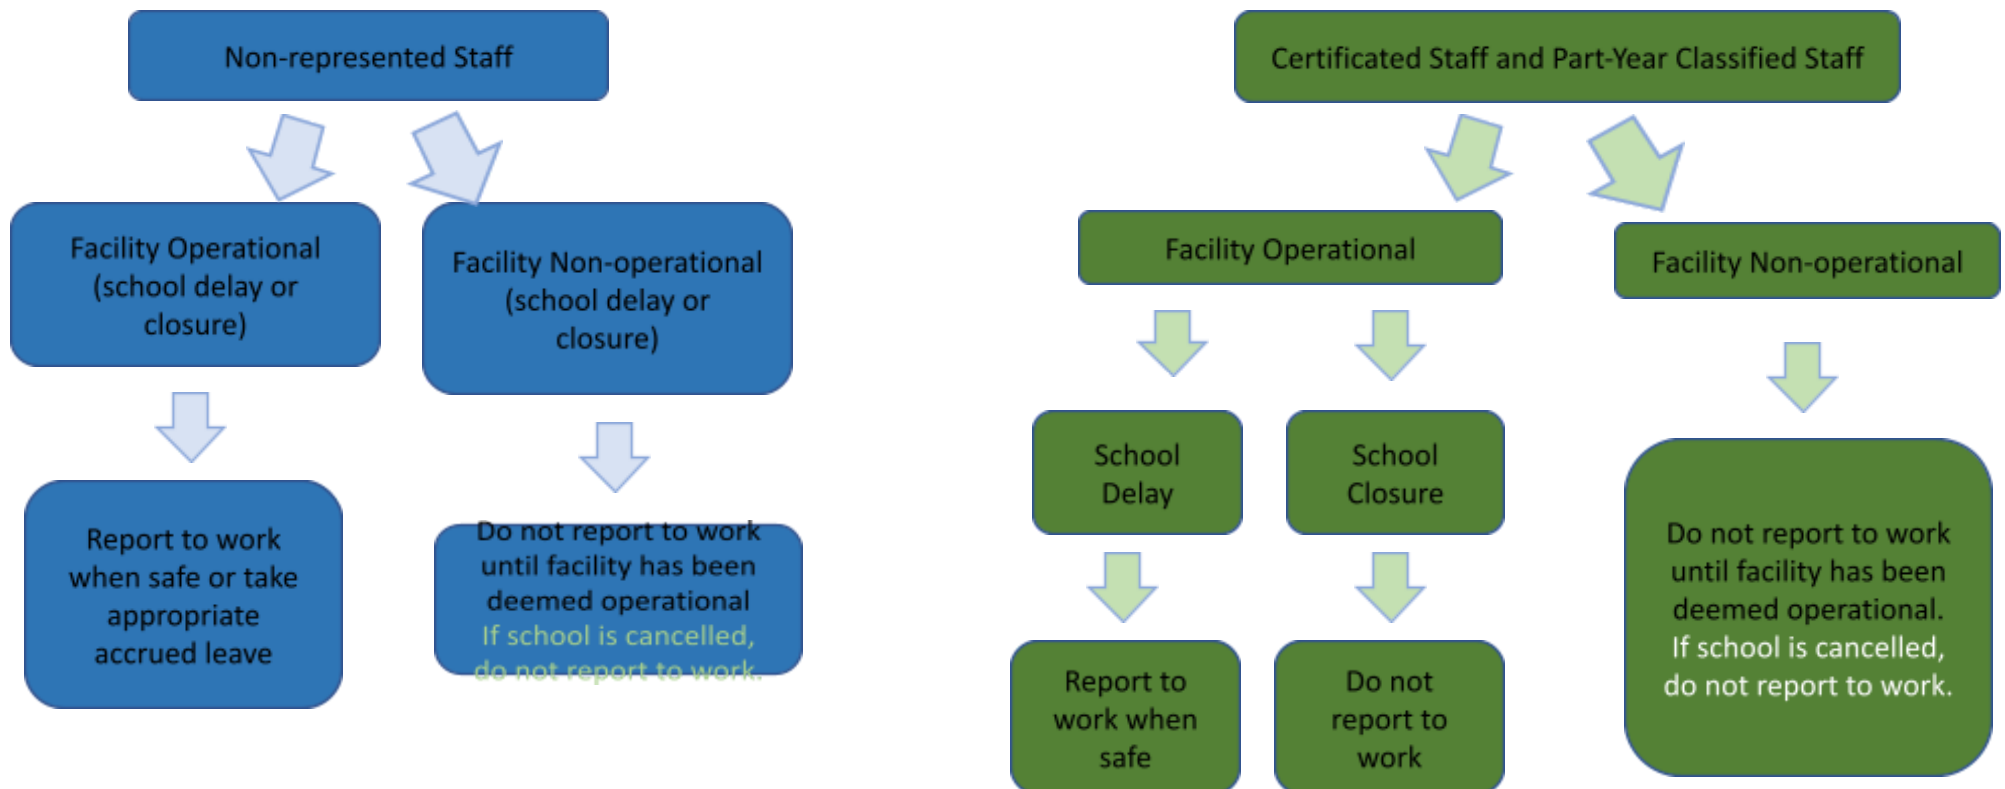 Non-represented Staff
Facility Operational
(school delay or
closure)
Facility Non-operational
(school delay or
closure)
Report to work
when safe or take
appropriate
accrued leave
Do not report to work
until facility has been
deemed operational
If school is cancelled,
do not report to work.
Certificated Staff and Part-Year Classified Staff
Facility Operational
Facility Non-operational
School
Delay
School
Closure
Report to
work when
safe
Do not
report to
work
Do not report to work
until facility has been
deemed operational.
If school is cancelled,
do not report to work.